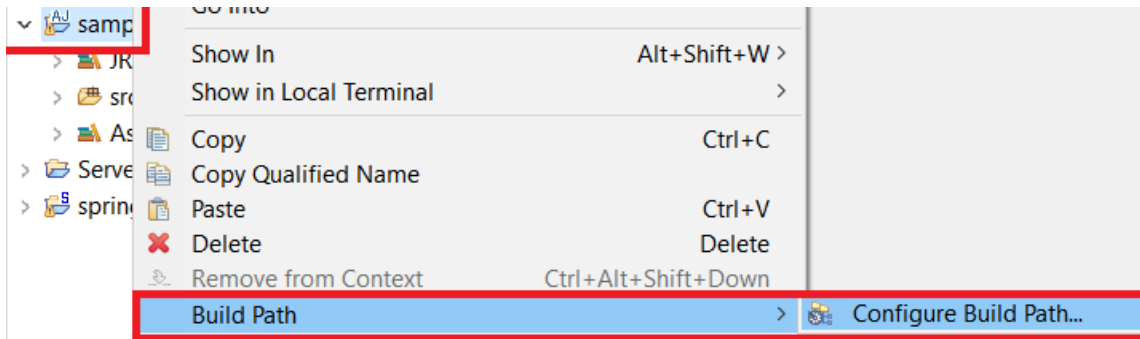 samp
JR
src
As
Serve
spring
Go Into
Show In Alt+Shift+W >
Show in Local Terminal >
Copy Ctrl+C
Copy Qualified Name
Paste Ctrl+V
Delete Delete
Remove from Context Ctrl+Alt+Shift+Down
Build Path > Configure Build Path...